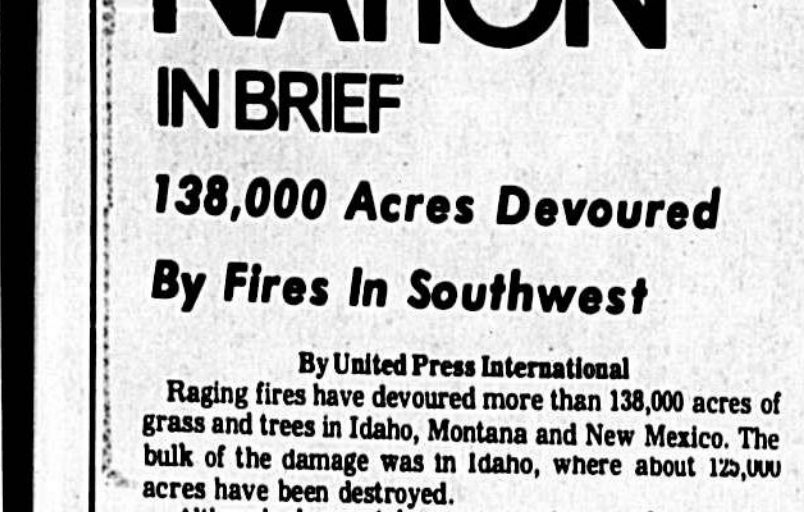 NATION
IN BRIEF
138,000 Acres Devoured
By Fires In Southwest
By United Press International
Raging fires have devoured more than 138,000 acres of
grass and trees in Idaho, Montana and New Mexico. The
bulk of the damage was in Idaho, where about 125,000
acres have been destroyed.